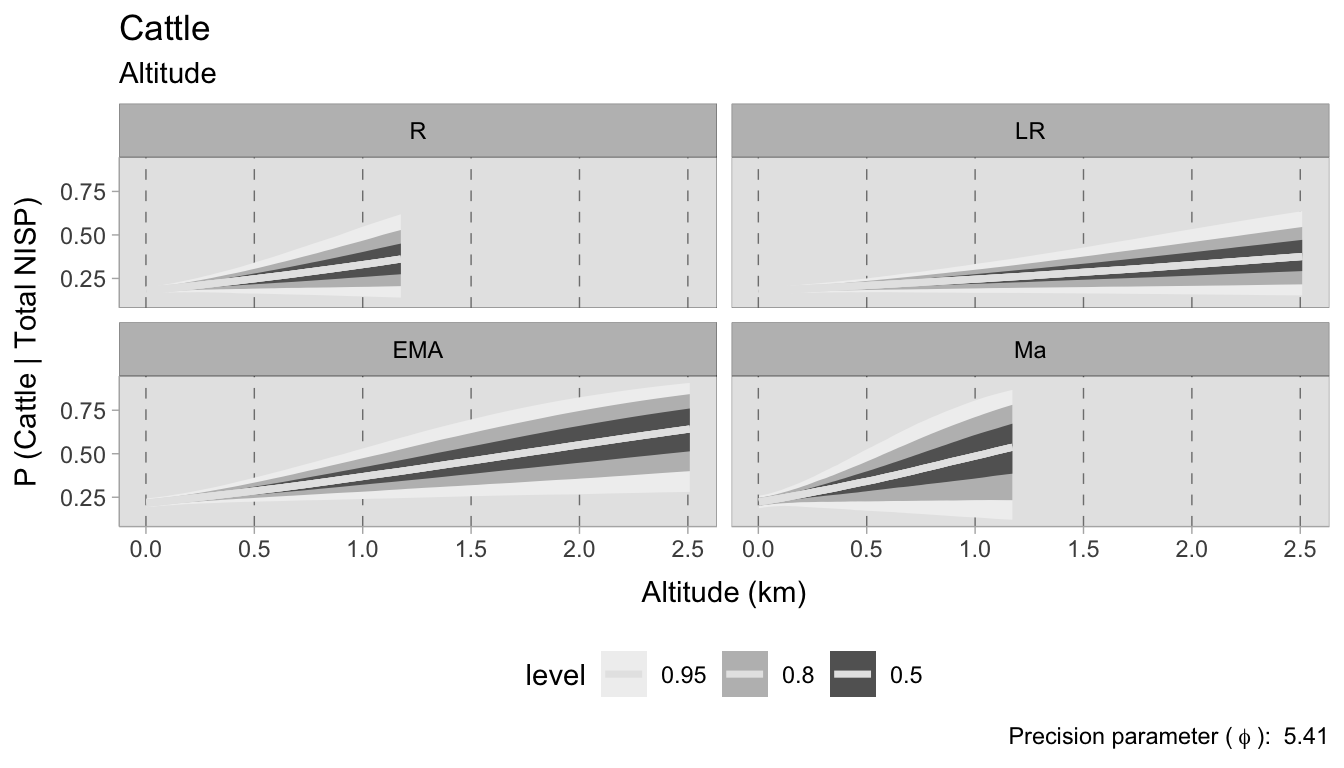 Cattle
Altitude
R LR
0.75
0.50
0.25
EMA Ma
0.75
0.50
0.25
P (Cattle | Total NISP)
0.0 0.5 1.0 1.5 2.0 2.5 0.0 0.5 1.0 1.5 2.0 2.5
Altitude (km)
level 0.95 0.8 0.5
Precision parameter ( ϕ ): 5.41